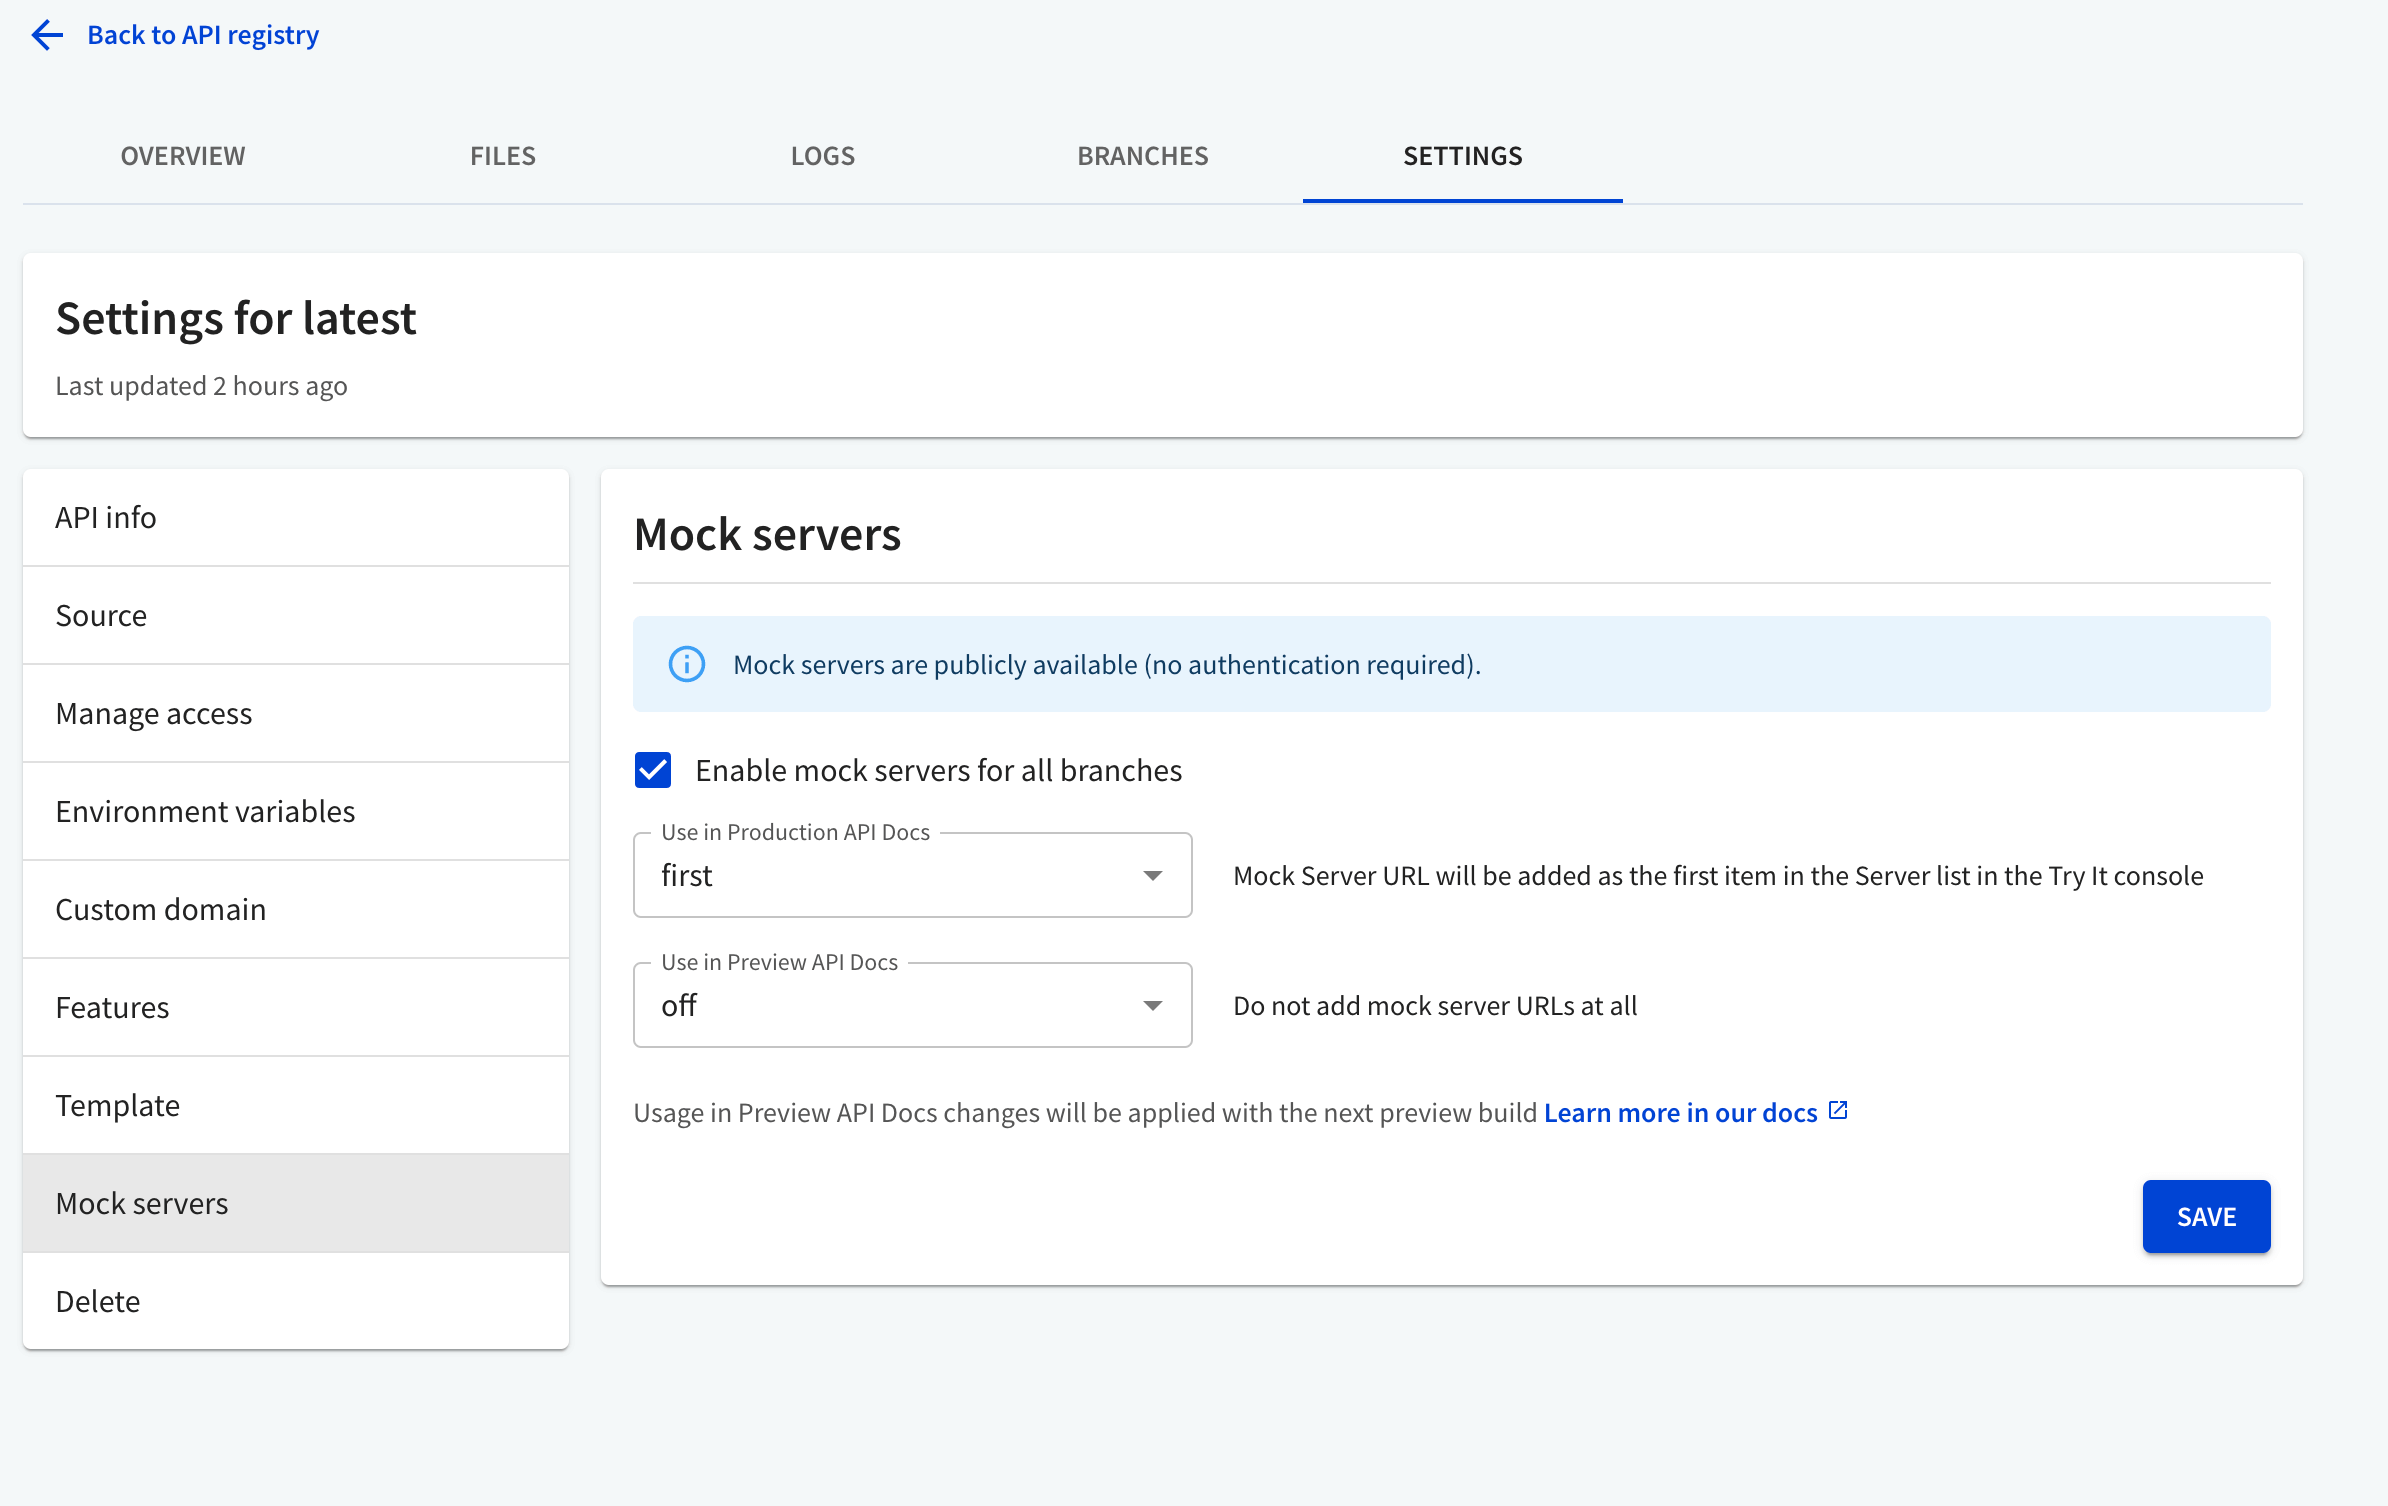 Back to API registry
OVERVIEW
FILES
LOGS
BRANCHES
SETTINGS
Settings for latest
Last updated 2 hours ago
API info
Source
Manage access
Environment variables
Custom domain
Features
Template
Mock servers
Delete
Mock servers
Mock servers are publicly available (no authentication required).
Enable mock servers for all branches
Use in Production API Docs
first
Mock Server URL will be added as the first item in the Server list in the Try It console
Use in Preview API Docs
off
Do not add mock server URLs at all
Usage in Preview API Docs changes will be applied with the next preview build Learn more in our docs
SAVE